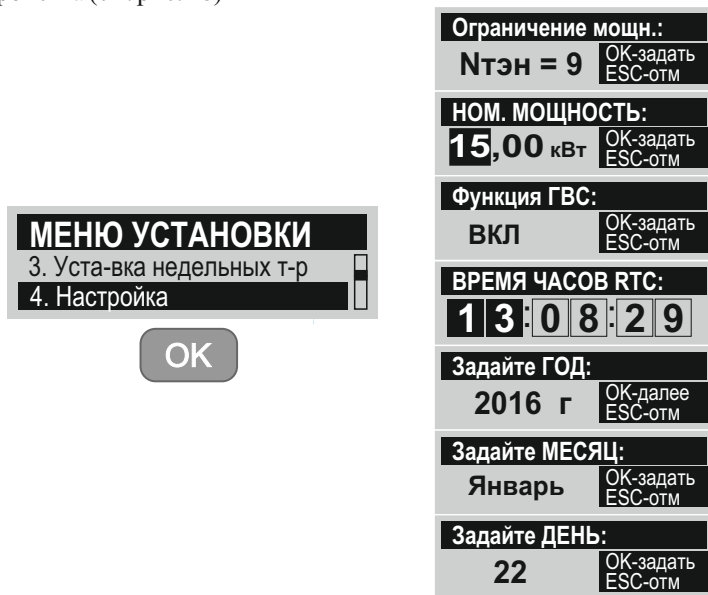 МЕНЮ УСТАНОВКИ
3. Уста-вка недельных т-р
4. Настройка
OK
Ограничение мощн.:
Nтэн = 9
OK-задать
ESC-отм
НОМ. МОЩНОСТЬ:
15,00 кВт
OK-задать
ESC-отм
Функция ГВС:
ВКЛ
OK-задать
ESC-отм
ВРЕМЯ ЧАСОВ RTC:
13:08:29
Задайте ГОД:
2016 г
OK-далее
ESC-отм
Задайте МЕСЯЦ:
Январь
OK-задать
ESC-отм
Задайте ДЕНЬ:
22
OK-задать
ESC-отм